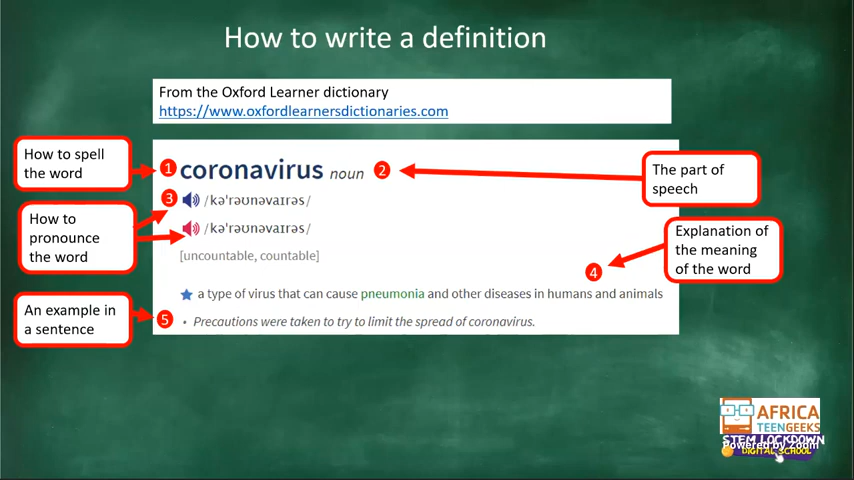 How to write a definition
From the Oxford Learner dictionary
https://www.oxfordlearnersdictionaries.com
How to spell
the word
1 coronavirus noun 2
The part of
speech
3 /kəˈrəʊnəvaɪrəs/
/kəˈrəʊnəvaɪrəs/
How to
pronounce
the word
[uncountable, countable]
Explanation of
the meaning
of the word
4
a type of virus that can cause pneumonia and other diseases in humans and animals
An example in
a sentence
5 • Precautions were taken to try to limit the spread of coronavirus.
AFRICA
TEENGEEKS
STEM LOCKDOWN
Powered by Zoom
DIGITAL SCHOOL